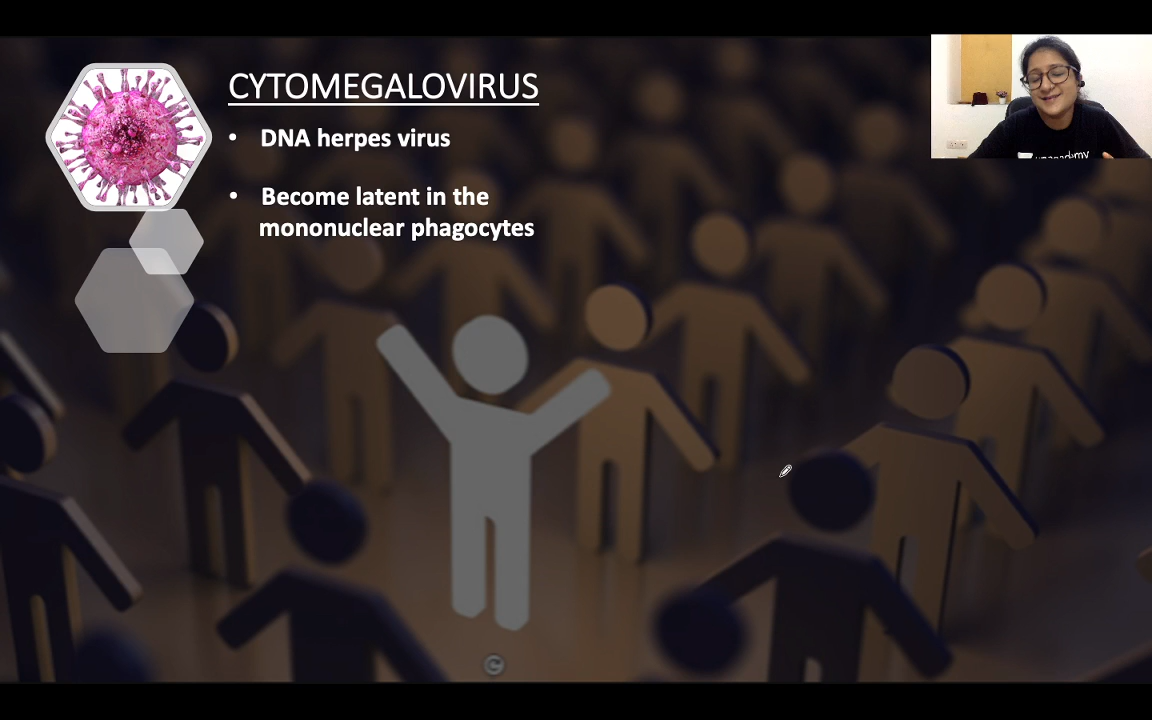 CYTOMEGALOVIRUS
• DNA herpes virus
• Become latent in the
mononuclear phagocytes